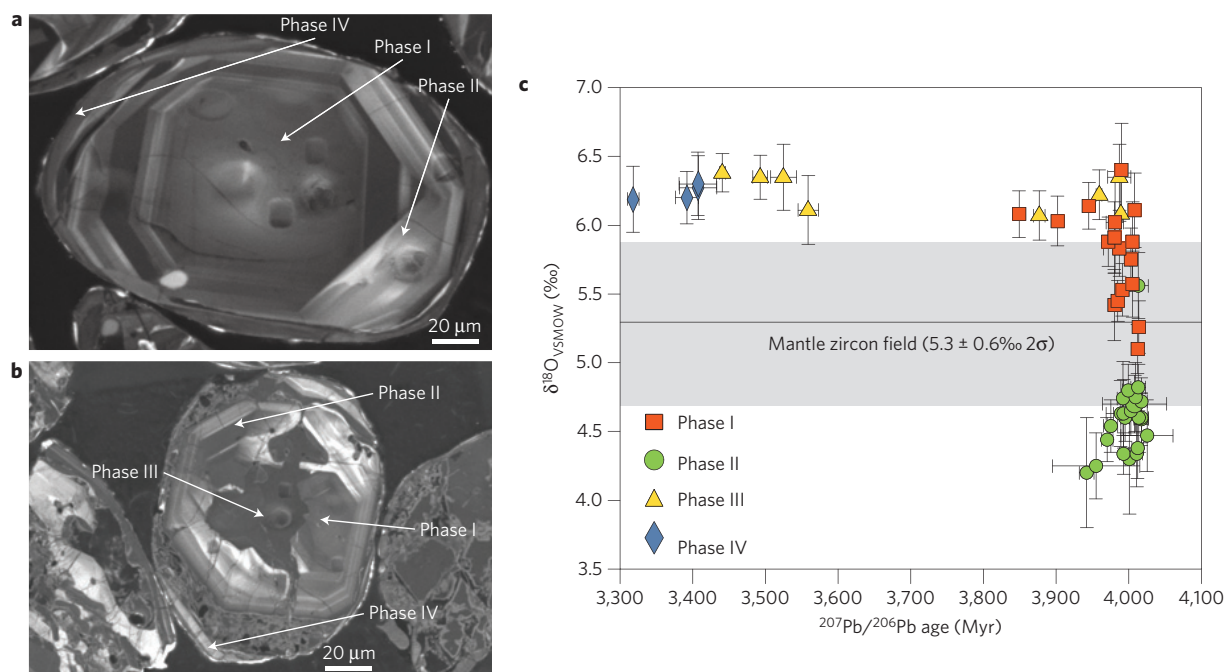 a
Phase IV
Phase I
Phase II
20 μm
b
Phase II
Phase III
Phase I
Phase IV
20 μm
c
7.0
6.5
6.0
5.5
5.0
4.5
4.0
3.5
δ¹⁸O_VSMOW (‰)
Mantle zircon field (5.3 ± 0.6‰ 2σ)
Phase I
Phase II
Phase III
Phase IV
3,300 3,400 3,500 3,600 3,700 3,800 3,900 4,000 4,100
²⁰⁷Pb/²⁰⁶Pb age (Myr)